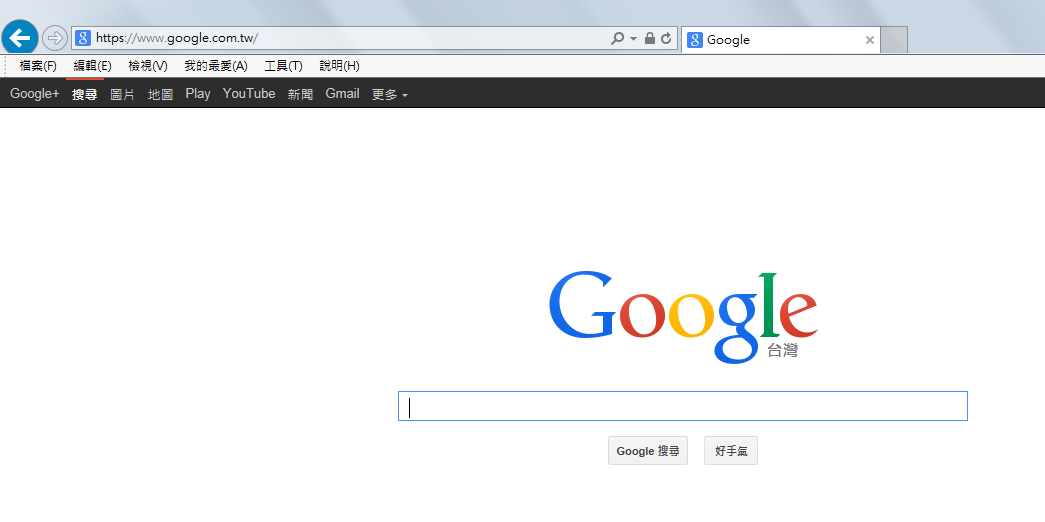 https://www.google.com.tw/
Google
檔案(F) 編輯(E) 檢視(V) 我的最愛(A) 工具(T) 說明(H)
Google+ 搜尋 圖片 地圖 Play YouTube 新聞 Gmail 更多
Google
台灣
Google 搜尋 好手氣